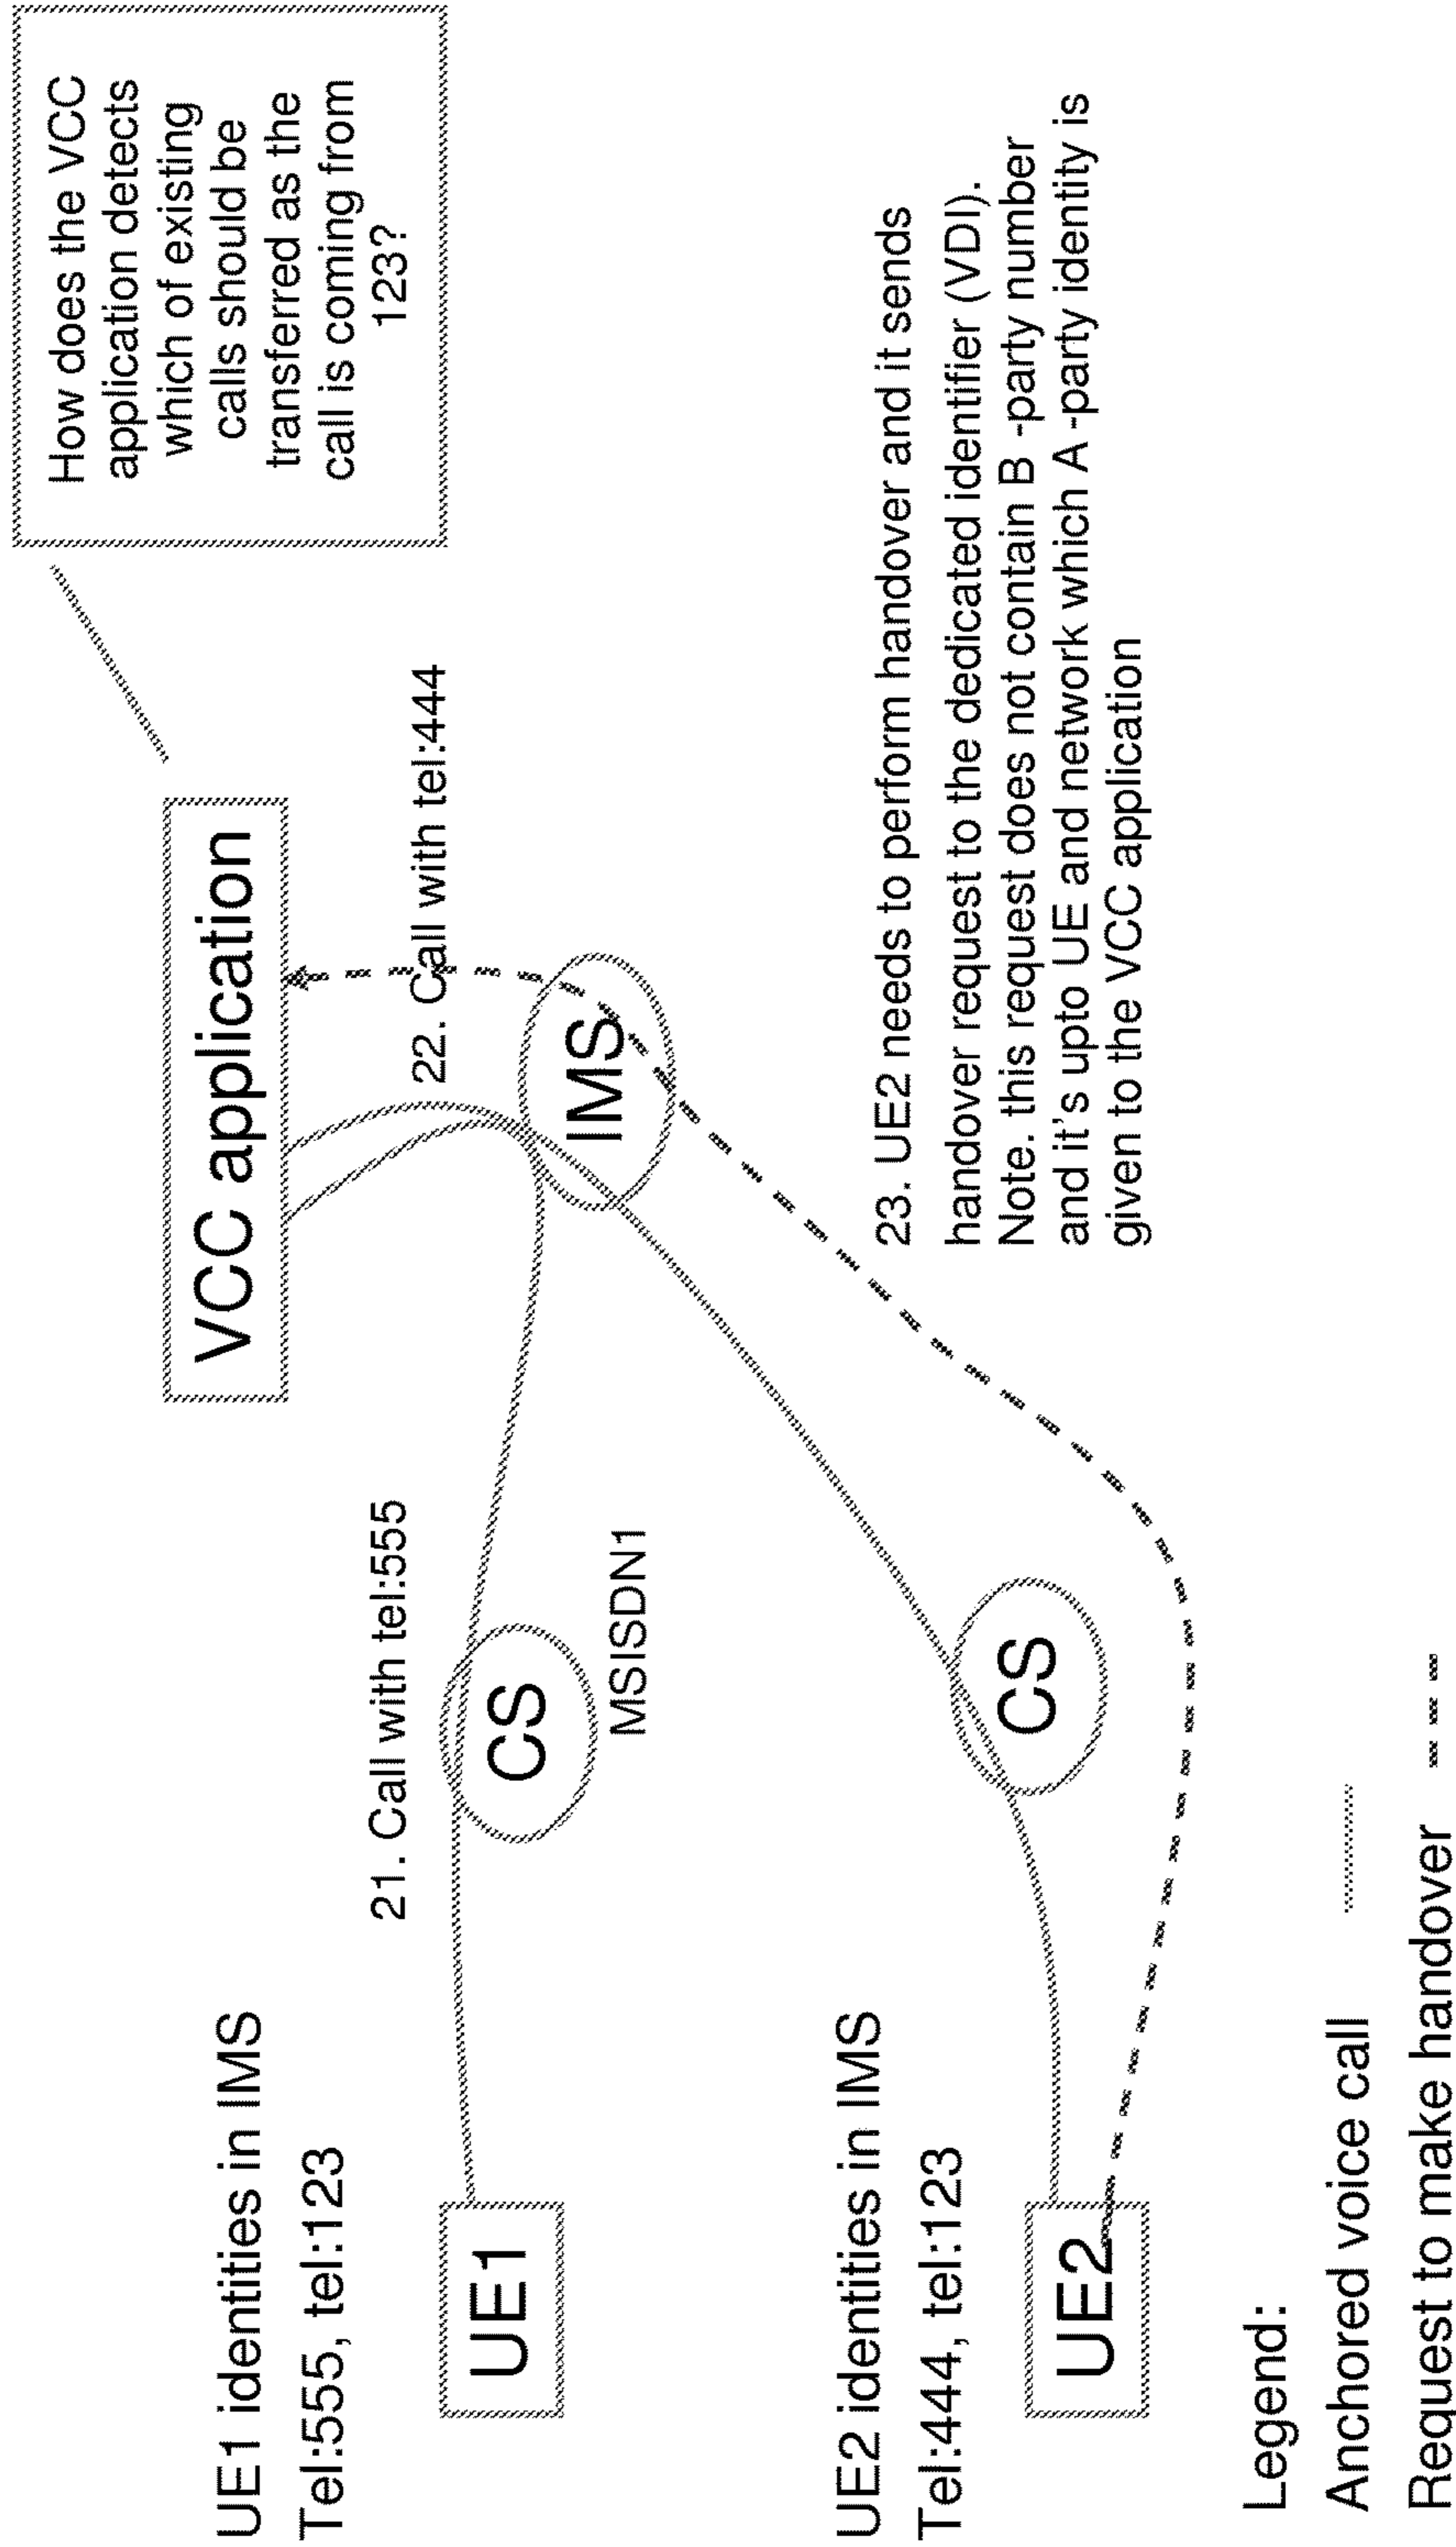 How does the VCC
application detects
which of existing
calls should be
transferred as the
call is coming from
123?
VCC application
UE1 identities in IMS
Tel:555, tel:123
21. Call with tel:555
22. Call with tel:444
UE1
CS
MSISDN1
IMS
UE2 identities in IMS
Tel:444, tel:123
UE2
CS
23. UE2 needs to perform handover and it sends
handover request to the dedicated identifier (VDI).
Note. this request does not contain B -party number
and it's upto UE and network which A -party identity is
given to the VCC application
Legend:
Anchored voice call
Request to make handover